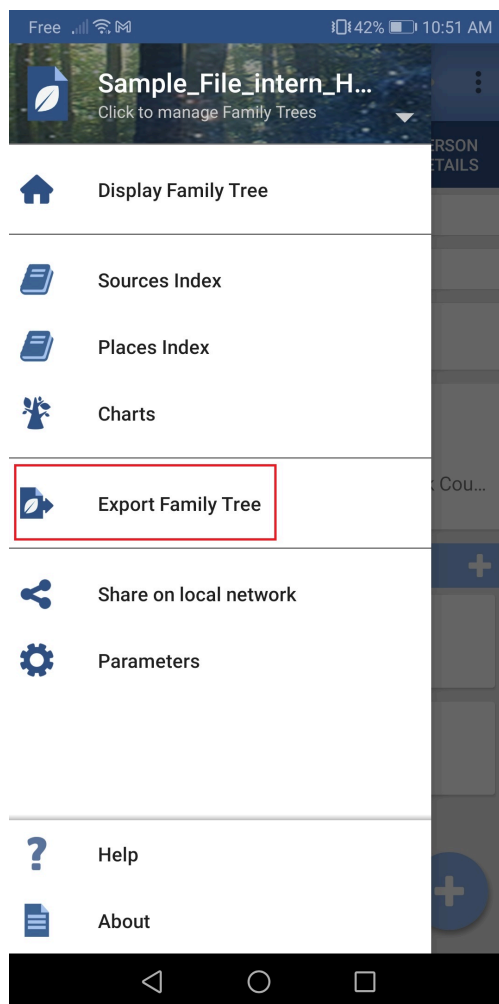 Free 42% 10:51 AM
Sample_File_intern_H...
Click to manage Family Trees
ERSON
ETAILS
Display Family Tree
Sources Index
Places Index
Charts
Cou...
Export Family Tree
Share on local network
Parameters
Help
About